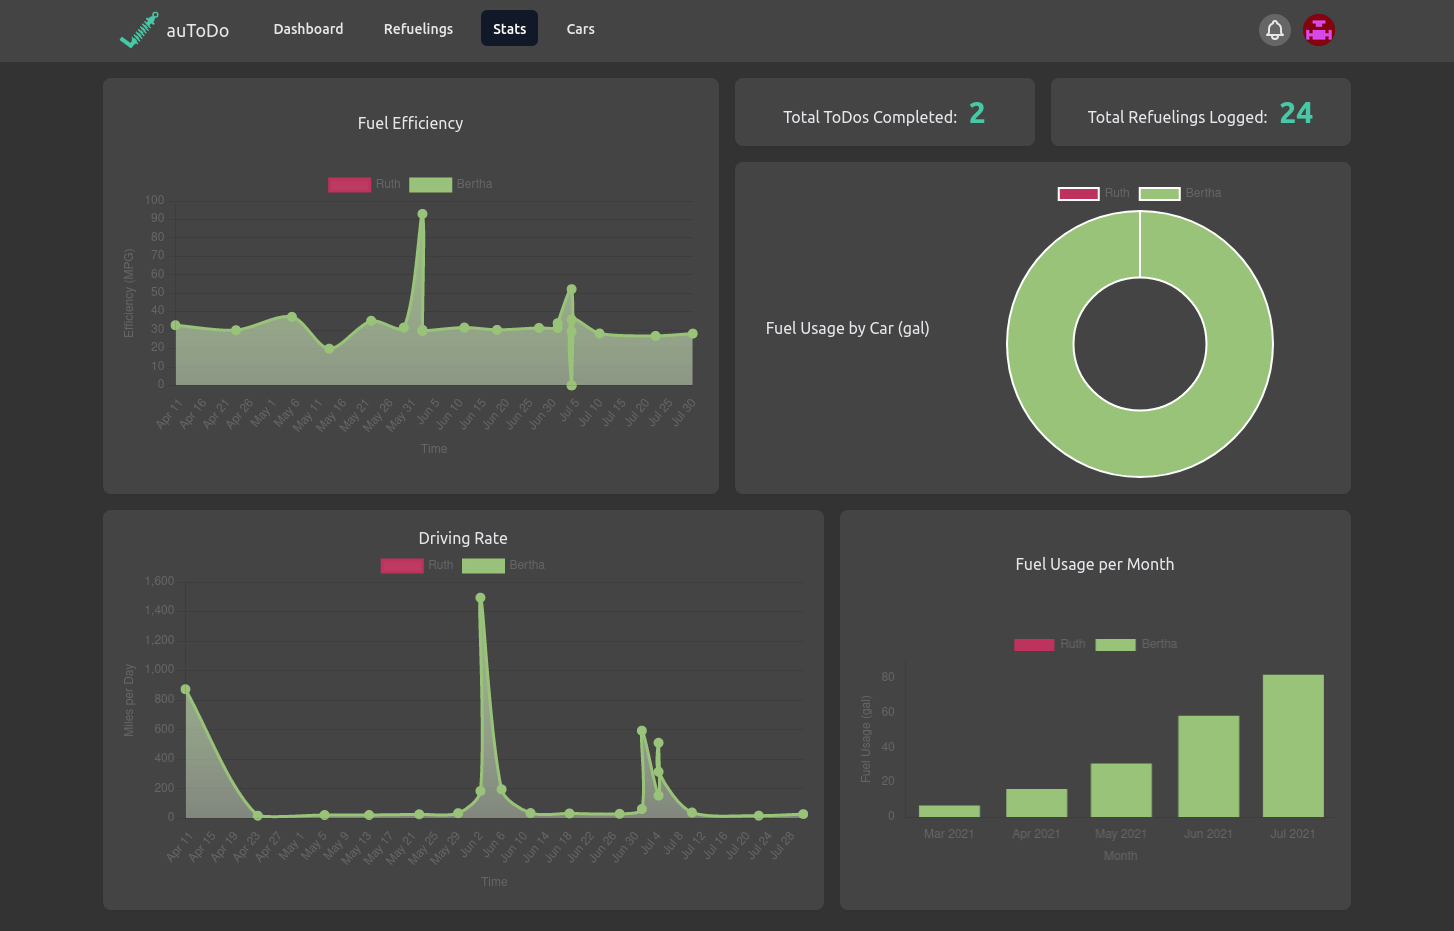 auToDo Dashboard Refuelings Stats Cars
Fuel Efficiency
Ruth Bertha
Efficiency (MPG)
100
90
80
70
60
50
40
30
20
10
0
Apr 11 Apr 16 Apr 21 Apr 26 May 1 May 6 May 11 May 16 May 21 May 26 May 31 Jun 5 Jun 10 Jun 15 Jun 20 Jun 25 Jun 30 Jul 5 Jul 10 Jul 15 Jul 20 Jul 25 Jul 30
Time
Total ToDos Completed: 2
Total Refuelings Logged: 24
Ruth Bertha
Fuel Usage by Car (gal)
Driving Rate
Ruth Bertha
Miles per Day
1,600
1,400
1,200
1,000
800
600
400
200
0
Apr 11 Apr 15 Apr 19 Apr 23 Apr 27 May 1 May 5 May 9 May 13 May 17 May 21 May 25 May 29 Jun 2 Jun 6 Jun 10 Jun 14 Jun 18 Jun 22 Jun 26 Jun 30 Jul 4 Jul 8 Jul 12 Jul 16 Jul 20 Jul 24 Jul 28
Time
Fuel Usage per Month
Ruth Bertha
Fuel Usage (gal)
80
60
40
20
0
Mar 2021 Apr 2021 May 2021 Jun 2021 Jul 2021
Month